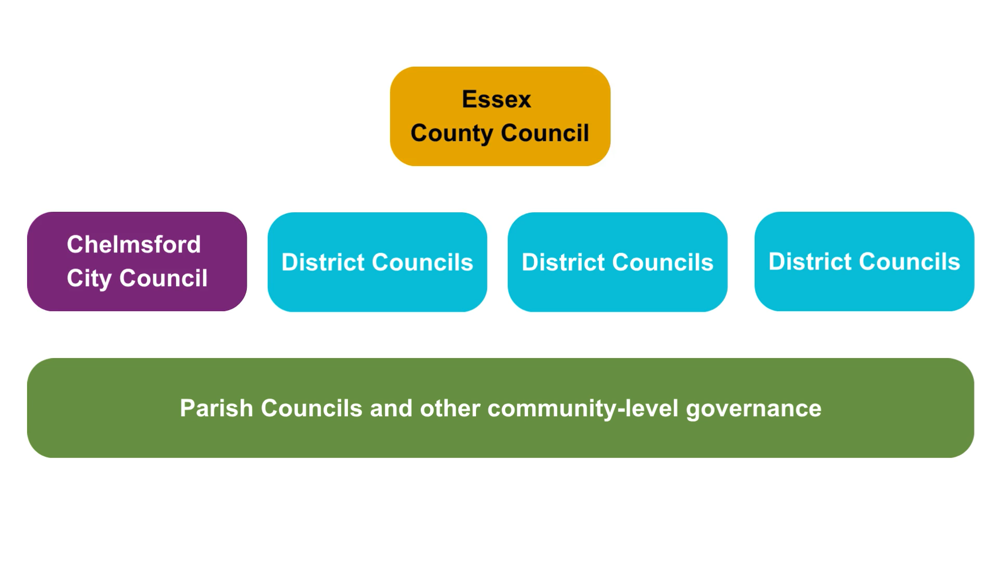 Essex
County Council
Chelmsford
City Council
District Councils
District Councils
District Councils
Parish Councils and other community-level governance